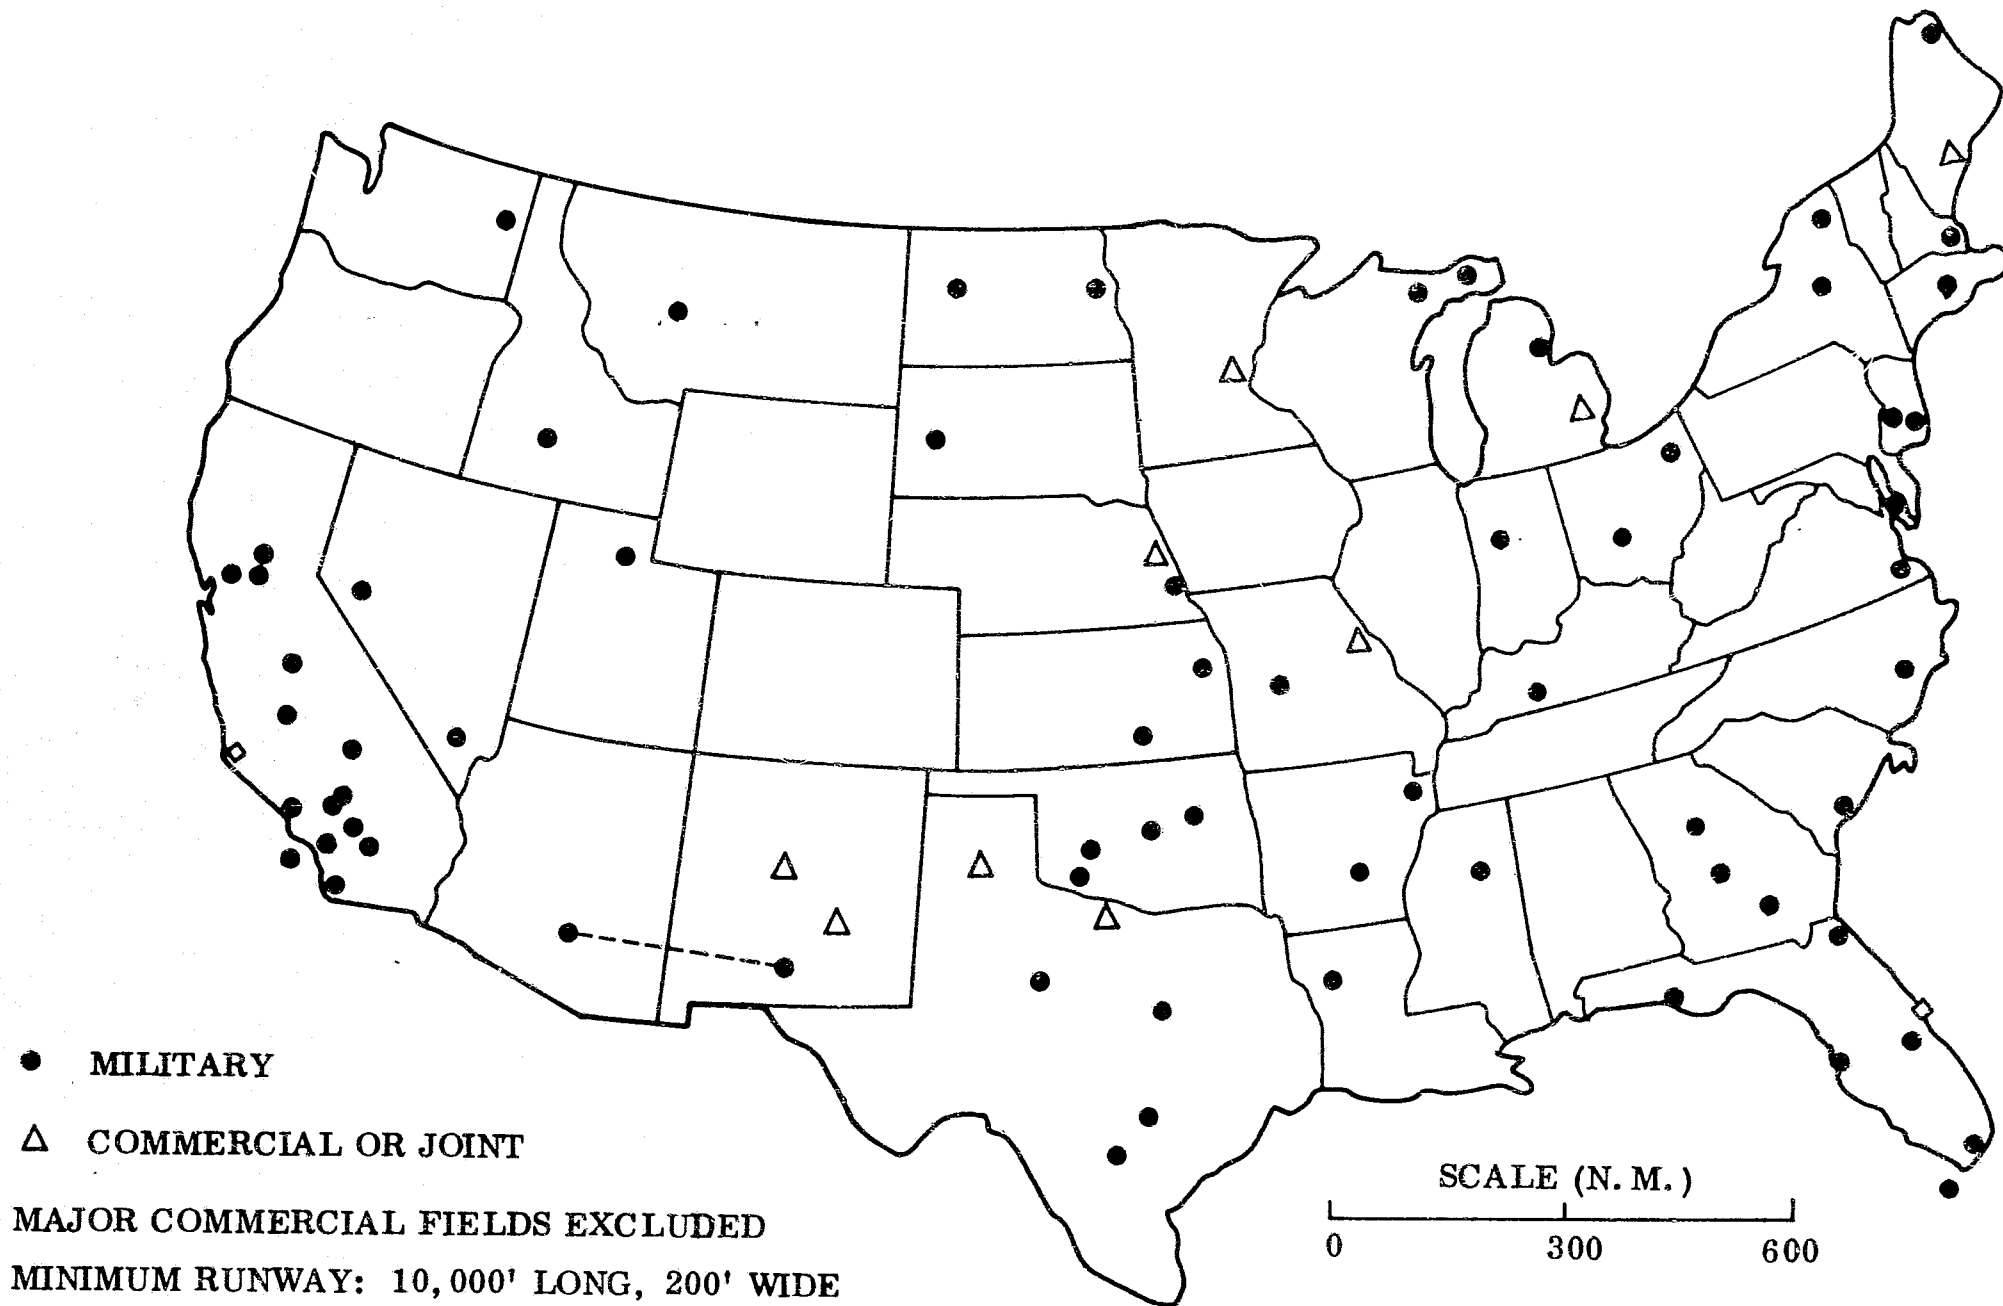 ● MILITARY
△ COMMERCIAL OR JOINT
MAJOR COMMERCIAL FIELDS EXCLUDED
MINIMUM RUNWAY: 10,000' LONG, 200' WIDE
SCALE (N.M.)
0 300 600